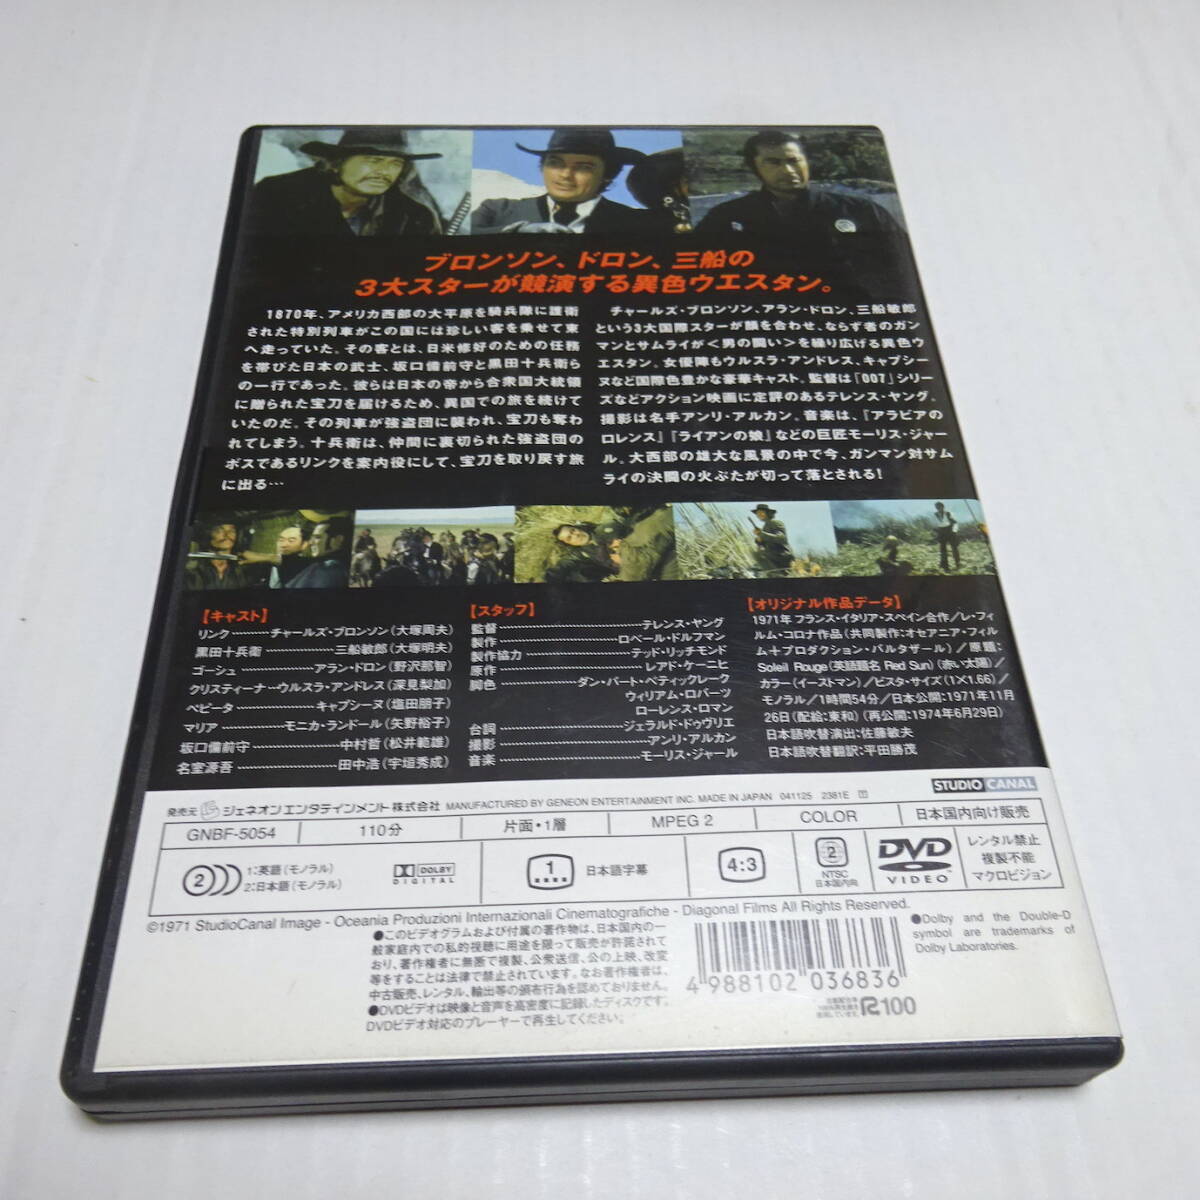 ブロンソン、ドロン、三船の
3大スターが競演する異色ウエスタン。
1870年、アメリカ西部の大平原を騎兵隊に護衛
された特別列車がこの国には珍しい客を乗せて東
へ走っていた。その客とは、日米修好のための任務
を帯びた日本の武士、坂口備前守と黒田十兵衛ら
の一行であった。彼らは日本の帝から合衆国大統領
に贈られた宝刀を届けるため、異国での旅を続けて
いたのだ。その列車が強盗団に襲われ、宝刀も奪わ
れてしまう。十兵衛は、仲間に裏切られた強盗団の
ボスであるリンクを案内役にして、宝刀を取り戻す旅
に出る…
チャールズ・ブロンソン、アラン・ドロン、三船敏郎
という3大国際スターが顔を合わせ、ならず者のガン
マンとサムライが＜男の闘い＞を繰り広げる異色ウ
エスタン。女優陣もウルスラ・アンドレス、キャプシー
ヌなど国際色豊かな豪華キャスト。監督は『007』シリー
ズなどアクション映画に定評のあるテレンス・ヤング。
撮影は名手アンリ・アルカン。音楽は、『アラビアの
ロレンス』『ライアンの娘』などの巨匠モーリス・ジャー
ル。大西部の雄大な風景の中で今、ガンマン対サム
ライの決闘の火ぶたが切って落とされる!
【キャスト】
リンク……チャールズ・ブロンソン(大塚周夫)
黒田十兵衛……三船敏郎(大塚明夫)
ゴーシュ……アラン・ドロン(野沢那智)
クリスティーナ……ウルスラ・アンドレス(深見梨加)
ペピータ……キャプシーヌ(塩田朋子)
マリア……モニカ・ランドール(矢野裕子)
坂口備前守……中村哲(松井範雄)
名室源吾……田中浩(宇垣秀成)
【スタッフ】
監督……テレンス・ヤング
製作……ロベール・ドルフマン
製作協力……テッド・リッチモンド
原作……レアド・ケーニヒ
脚色……ダン・バート・ペティックレーク
ウィリアム・ロバーツ
ローレンス・ロマン
台詞……ジェラルド・ドゥヴリエ
撮影……アンリ・アルカン
音楽……モーリス・ジャール
【オリジナル作品データ】
1971年 フランス・イタリア・スペイン合作/レ・フィ
ルム・コロナ作品(共同製作:オセアニア・フィル
ム+プロダクション・バルタザール)/原題:
Soleil Rouge(英語題名 Red Sun)(赤い太陽)/
カラー(イーストマン)/ビスタ・サイズ(1×1.66)/
モノラル/1時間54分/日本公開:1971年11月
26日(配給:東和)(再公開:1974年6月29日)
日本語吹替演出:佐藤敏夫
日本語吹替翻訳:平田勝茂
STUDIO CANAL
発売元 ジェネオン エンタテインメント株式会社 MANUFACTURED BY GENEON ENTERTAINMENT INC. MADE IN JAPAN 041125 2381E
GNBF-5054 110分 片面・1層 MPEG 2 COLOR 日本国内向け販売
2 1:英語(モノラル)
2:日本語(モノラル)
DOLBY
DIGITAL
1 日本語字幕
4:3
2
NTSC
日本国内向
DVD
VIDEO
レンタル禁止
複製不能
マクロビジョン
©1971 StudioCanal Image - Oceania Produzioni Internazionali Cinematografiche - Diagonal Films All Rights Reserved.
●このビデオグラムおよび付属の著作物は、日本国内の一
般家庭内での私的視聴に用途を限って販売が許諾されて
おり、著作権者に無断で複製、公衆送信、公の上映、改変
等をすることは法律で禁止されています。なお著作権者は、
中古販売、レンタル、輸出等の頒布行為を認めておりません。
●DVDビデオは映像と音声を高密度に記録したディスクです。
DVDビデオ対応のプレーヤーで再生してください。
4 988102 036836
R100
●Dolby and the Double-D
symbol are trademarks of
Dolby Laboratories.